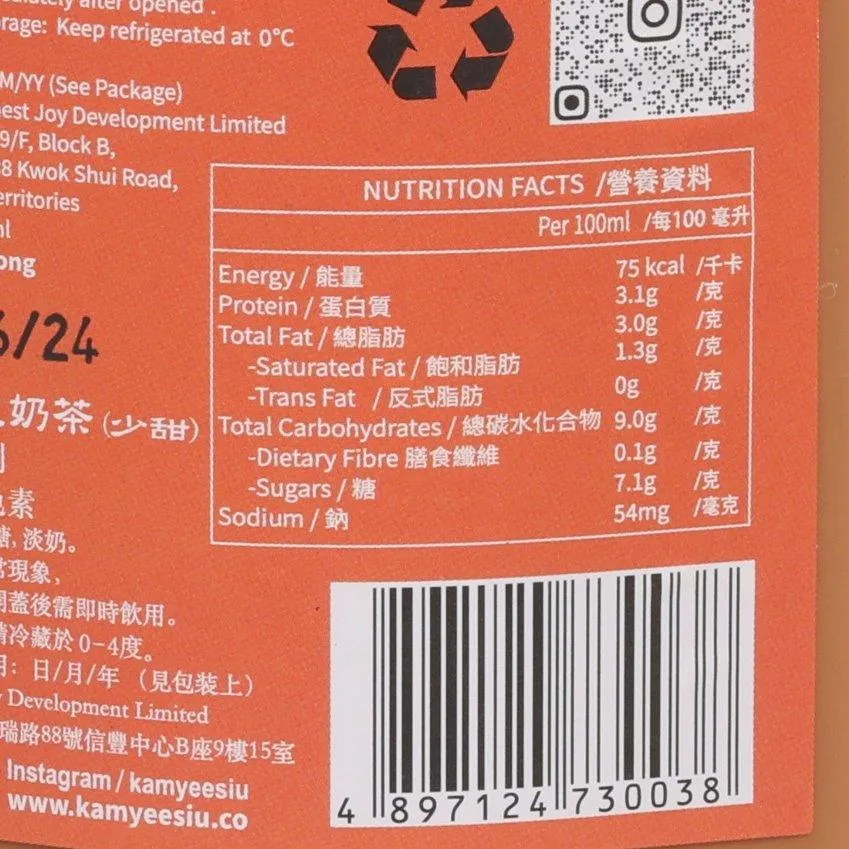 after opened .
Keep refrigerated at 0°C
M/YY (See Package)
Joy Development Limited
9/F, Block B,
8 Kwok Shui Road,
/24
奶茶 (少甜)
淡奶。
現象,
蓋後需即時飲用。
冷藏於 0-4度。
日/月/年 (見包裝上)
Development Limited
瑞路88號信豐中心B座9樓15室
Instagram / kamyeesiu
www.kamyeesiu.co
NUTRITION FACTS /營養資料
Per 100ml /每100 毫升
Energy / 能量 75 kcal /千卡
Protein / 蛋白質 3.1g /克
Total Fat / 總脂肪 3.0g /克
-Saturated Fat / 飽和脂肪 1.3g /克
-Trans Fat / 反式脂肪 0g /克
Total Carbohydrates / 總碳水化合物 9.0g /克
-Dietary Fibre 膳食纖維 0.1g /克
-Sugars / 糖 7.1g /克
Sodium / 鈉 54mg /毫克
4 897124 730038